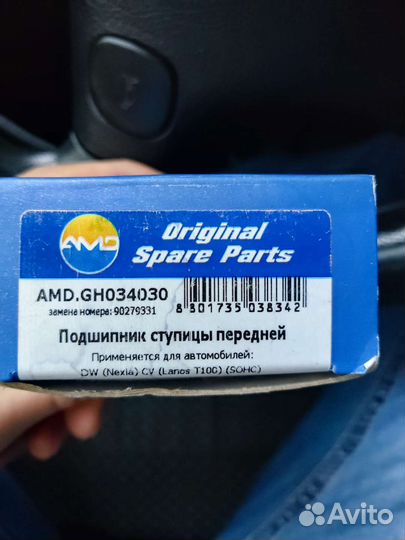 AMD
Original
Spare Parts
AMD.GH034030
замена номера: 90279331
8 801735 038342
Подшипник ступицы передней
Применяется для автомобилей:
DW (Nexia) CV (Lanos T100) (SOHC)
Avito